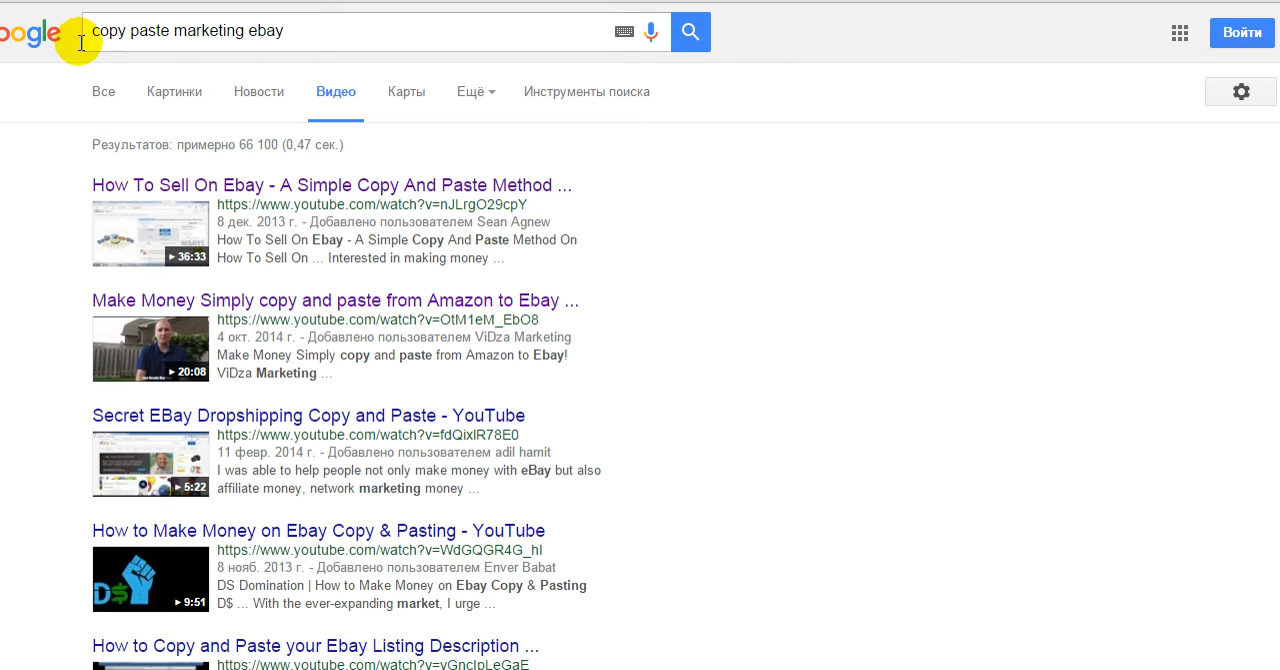 oogle
copy paste marketing ebay
Войти
Все Картинки Новости Видео Карты Ещё Инструменты поиска
Результатов: примерно 66 100 (0,47 сек.)
How To Sell On Ebay - A Simple Copy And Paste Method ...
https://www.youtube.com/watch?v=nJLrgO29cpY
8 дек. 2013 г. - Добавлено пользователем Sean Agnew
How To Sell On Ebay - A Simple Copy And Paste Method On
How To Sell On ... Interested in making money ...
36:33
Make Money Simply copy and paste from Amazon to Ebay ...
https://www.youtube.com/watch?v=OtM1eM_EbO8
4 окт. 2014 г. - Добавлено пользователем ViDza Marketing
Make Money Simply copy and paste from Amazon to Ebay!
ViDza Marketing ...
20:08
Secret EBay Dropshipping Copy and Paste - YouTube
https://www.youtube.com/watch?v=fdQixlR78E0
11 февр. 2014 г. - Добавлено пользователем adil hamit
I was able to help people not only make money with eBay but also
affiliate money, network marketing money ...
5:22
How to Make Money on Ebay Copy & Pasting - YouTube
https://www.youtube.com/watch?v=WdGQGR4G_hI
8 нояб. 2013 г. - Добавлено пользователем Enver Babat
DS Domination | How to Make Money on Ebay Copy & Pasting
D$ ... With the ever-expanding market, I urge ...
D$
9:51
How to Copy and Paste your Ebay Listing Description ...
https://www.youtube.com/watch?v=vGncIpLeGaE